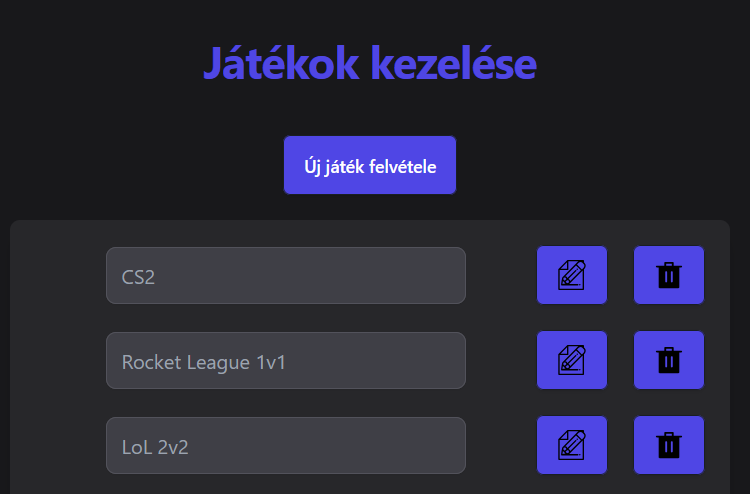 Játékok kezelése
Új játék felvétele
CS2
Rocket League 1v1
LoL 2v2